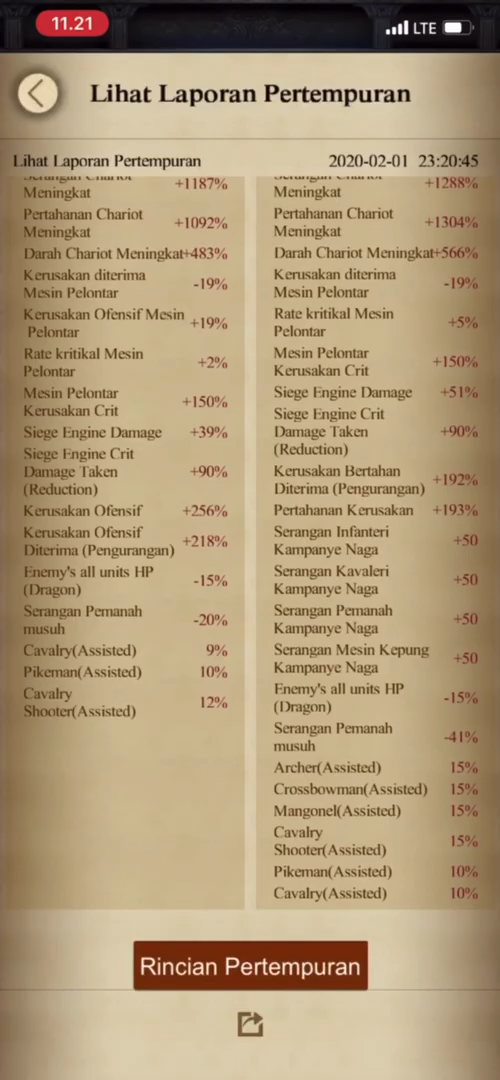 11.21
LTE
Lihat Laporan Pertempuran
Lihat Laporan Pertempuran 2020-02-01 23:20:45
Serangan Chariot
Meningkat +1187%
Pertahanan Chariot
Meningkat +1092%
Darah Chariot Meningkat+483%
Kerusakan diterima
Mesin Pelontar -19%
Kerusakan Ofensif Mesin
Pelontar +19%
Rate kritikal Mesin
Pelontar +2%
Mesin Pelontar
Kerusakan Crit +150%
Siege Engine Damage +39%
Siege Engine Crit
Damage Taken +90%
(Reduction)
Kerusakan Ofensif +256%
Kerusakan Ofensif
Diterima (Pengurangan) +218%
Enemy's all units HP
(Dragon) -15%
Serangan Pemanah
musuh -20%
Cavalry(Assisted) 9%
Pikeman(Assisted) 10%
Cavalry
Shooter(Assisted) 12%
Serangan Chariot
Meningkat +1288%
Pertahanan Chariot
Meningkat +1304%
Darah Chariot Meningkat+566%
Kerusakan diterima
Mesin Pelontar -19%
Rate kritikal Mesin
Pelontar +5%
Mesin Pelontar
Kerusakan Crit +150%
Siege Engine Damage +51%
Siege Engine Crit
Damage Taken +90%
(Reduction)
Kerusakan Bertahan
Diterima (Pengurangan) +192%
Pertahanan Kerusakan +193%
Serangan Infanteri
Kampanye Naga +50
Serangan Kavaleri
Kampanye Naga +50
Serangan Pemanah
Kampanye Naga +50
Serangan Mesin Kepung
Kampanye Naga +50
Enemy's all units HP
(Dragon) -15%
Serangan Pemanah
musuh -41%
Archer(Assisted) 15%
Crossbowman(Assisted) 15%
Mangonel(Assisted) 15%
Cavalry
Shooter(Assisted) 15%
Pikeman(Assisted) 10%
Cavalry(Assisted) 10%
Rincian Pertempuran